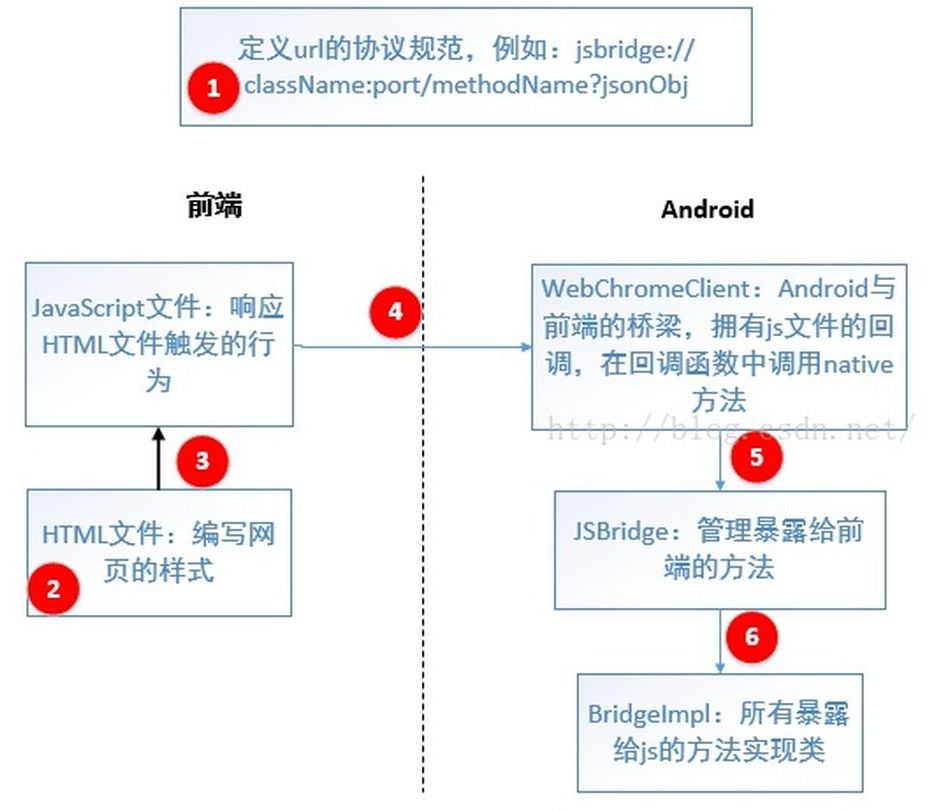 定义url的协议规范，例如：jsbridge://
className:port/methodName?jsonObj
1
前端
Android
JavaScript文件：响应
HTML文件触发的行
为
4
WebChromeClient：Android与
前端的桥梁，拥有js文件的回
调，在回调函数中调用native
方法
http://blog.csdn.net/
3
5
HTML文件：编写网
页的样式
2
JSBridge：管理暴露给前
端的方法
6
BridgeImpl：所有暴露
给js的方法实现类